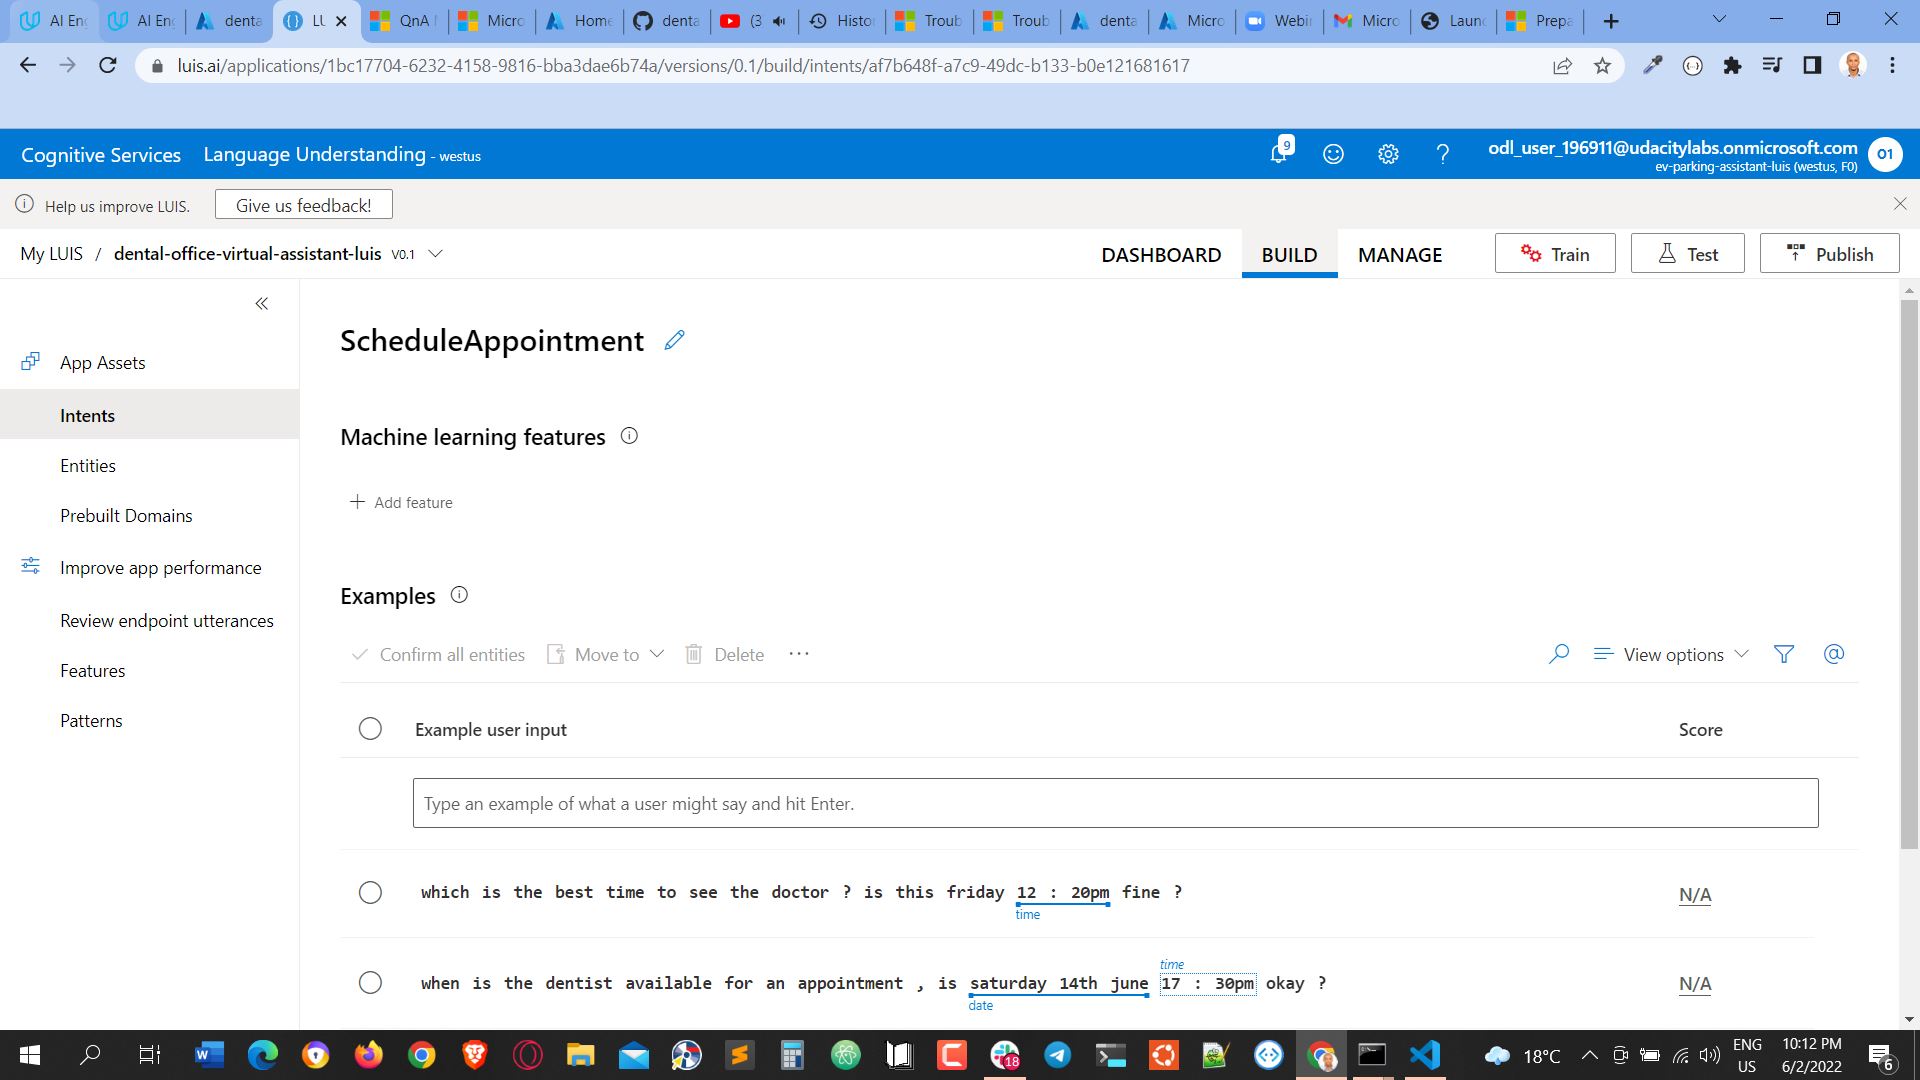 AI Eng
AI Eng
denta
LU
QnA M
Micro
Home
denta
(3
Histor
Troub
Troub
denta
Micro
Webin
Micro
Launc
Prepa
luis.ai/applications/1bc17704-6232-4158-9816-bba3dae6b74a/versions/0.1/build/intents/af7b648f-a7c9-49dc-b133-b0e121681617
Cognitive Services Language Understanding - westus
9
odl_user_196911@udacitylabs.onmicrosoft.com
ev-parking-assistant-luis (westus, F0)
O1
Help us improve LUIS. Give us feedback!
My LUIS / dental-office-virtual-assistant-luis V0.1
DASHBOARD BUILD MANAGE Train Test Publish
App Assets
Intents
Entities
Prebuilt Domains
Improve app performance
Review endpoint utterances
Features
Patterns
ScheduleAppointment
Machine learning features
+ Add feature
Examples
Confirm all entities Move to Delete ... View options @
Example user input Score
Type an example of what a user might say and hit Enter.
which is the best time to see the doctor ? is this friday 12 : 20pm fine ? N/A
time
time
when is the dentist available for an appointment , is saturday 14th june 17 : 30pm okay ? N/A
date
18
18°C
ENG
US
10:12 PM
6/2/2022
6